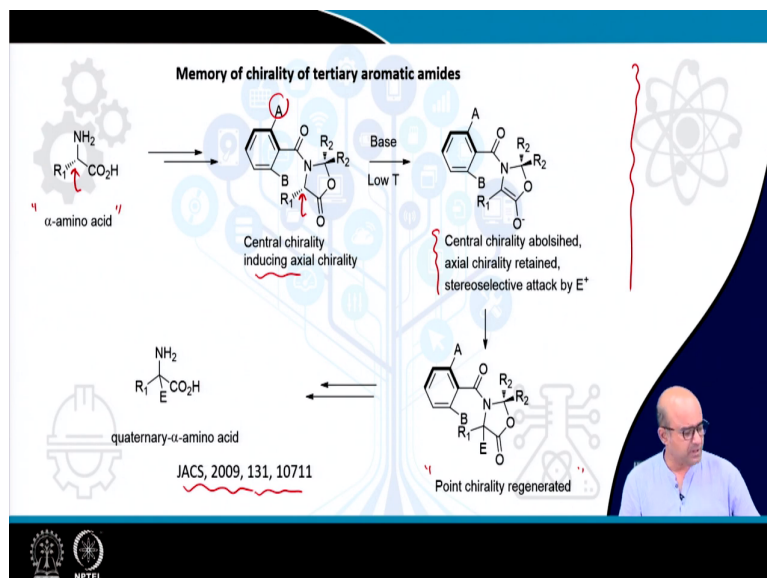 Memory of chirality of tertiary aromatic amides
NH2
R1
CO2H
" α-amino acid "
A
O
R2
N
R2
B
O
R1
O
Central chirality
inducing axial chirality
Base
Low T
A
O
R2
N
R2
B
O
R1
O-
Central chirality abolsihed,
axial chirality retained,
stereoselective attack by E+
A
O
R2
N
R2
B
O
R1
E
O
" Point chirality regenerated "
NH2
R1
CO2H
E
quaternary-α-amino acid
JACS, 2009, 131, 10711
NPTEL